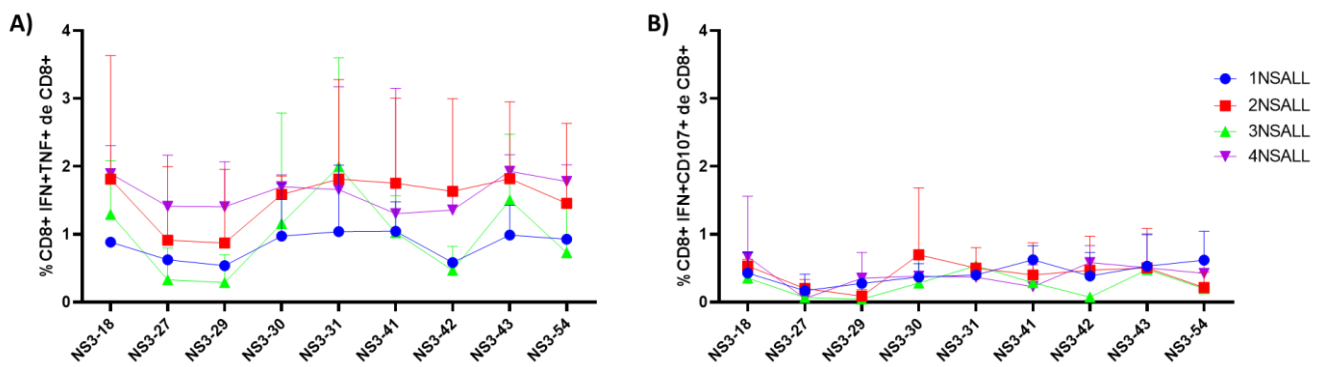 A)
%CD8+ IFN+TNF+ de CD8+
4
3
2
1
0
NS3-18
NS3-27
NS3-29
NS3-30
NS3-31
NS3-41
NS3-42
NS3-43
NS3-54
B)
% CD8+ IFN+CD107+ de CD8+
4
3
2
1
0
NS3-18
NS3-27
NS3-29
NS3-30
NS3-31
NS3-41
NS3-42
NS3-43
NS3-54
1NSALL
2NSALL
3NSALL
4NSALL